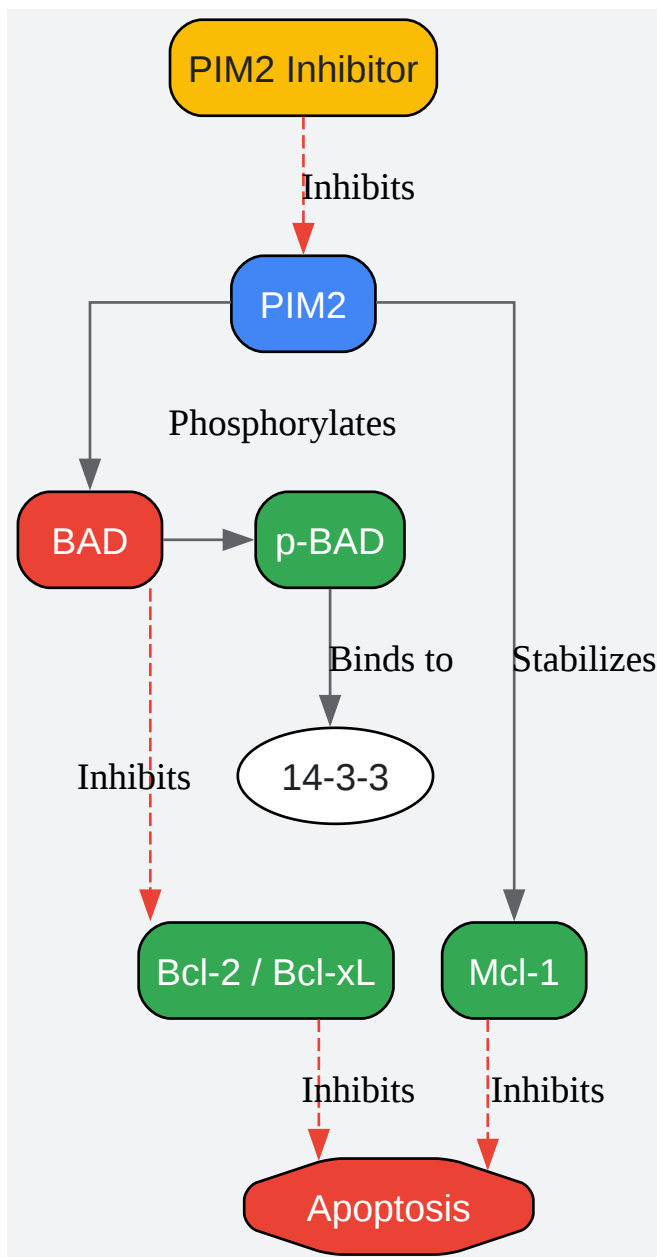 PIM2 Inhibitor
Inhibits
PIM2
Phosphorylates
BAD
p-BAD
Binds to
Stabilizes
14-3-3
Inhibits
Bcl-2 / Bcl-xL
Mcl-1
Inhibits
Inhibits
Apoptosis